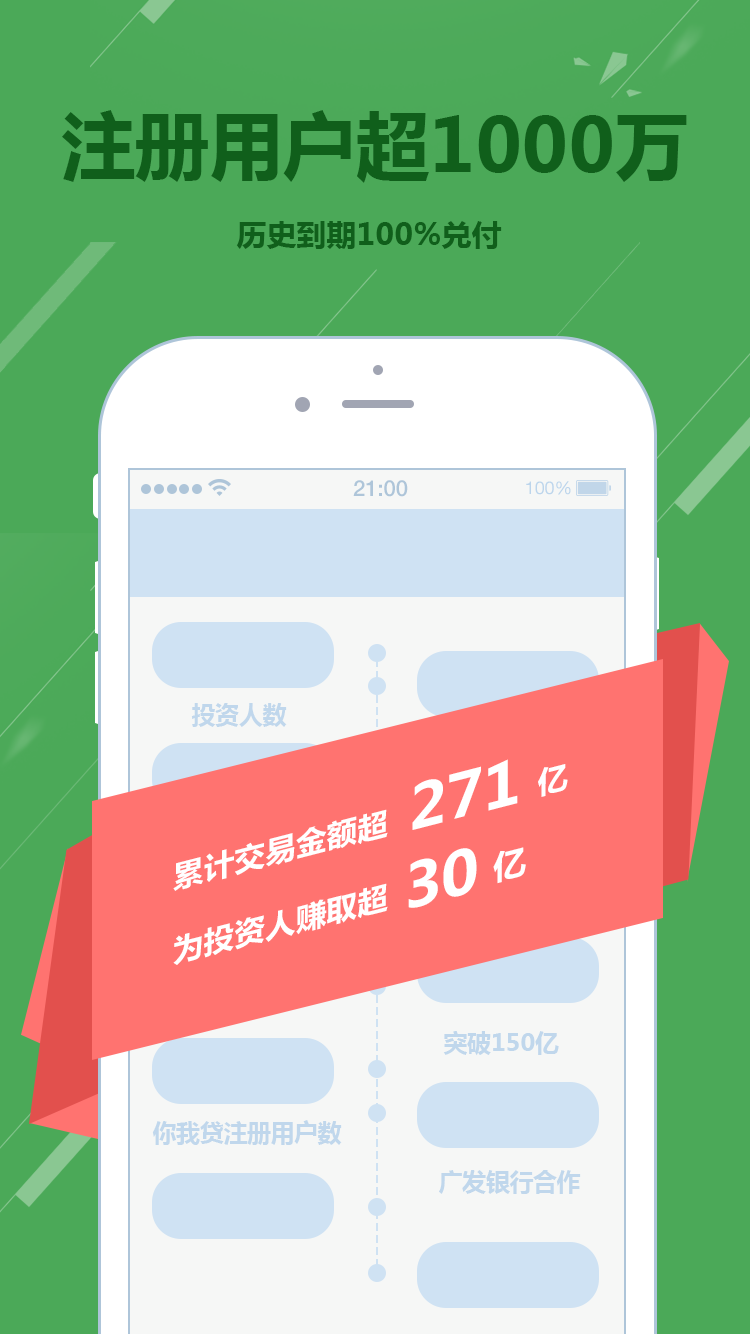 注册用户超1000万
历史到期100%兑付
21:00
100%
投资人数
累计交易金额超 271 亿
为投资人赚取超 30 亿
突破150亿
你我贷注册用户数
广发银行合作